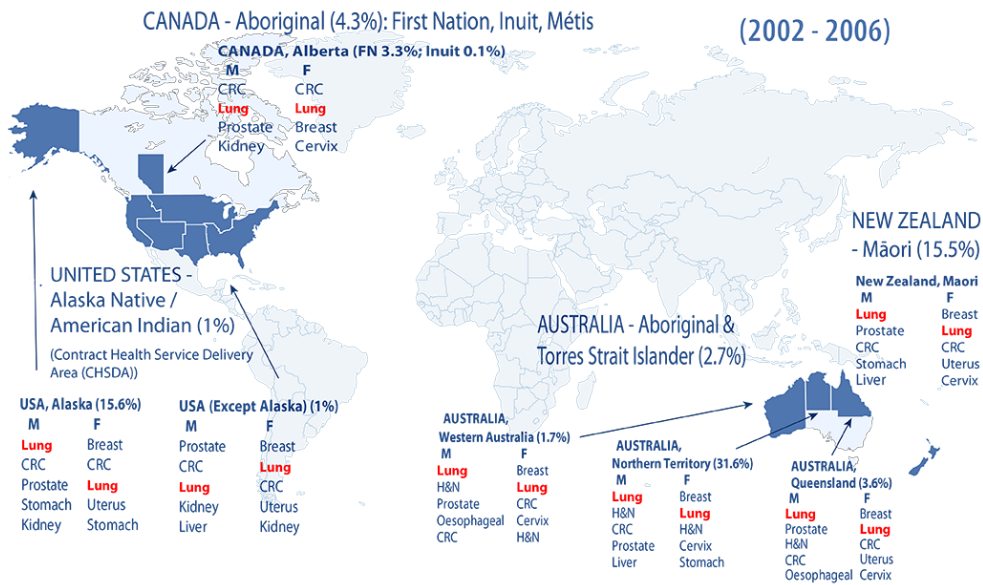 CANADA - Aboriginal (4.3%): First Nation, Inuit, Métis
(2002 - 2006)
CANADA, Alberta (FN 3.3%; Inuit 0.1%)
M F
CRC CRC
Lung Lung
Prostate Breast
Kidney Cervix
UNITED STATES -
Alaska Native /
American Indian (1%)
(Contract Health Service Delivery
Area (CHSDA))
USA, Alaska (15.6%)
M F
Lung Breast
CRC CRC
Prostate Lung
Stomach Uterus
Kidney Stomach
USA (Except Alaska) (1%)
M F
Prostate Breast
CRC Lung
Lung CRC
Kidney Uterus
Liver Kidney
AUSTRALIA - Aboriginal &
Torres Strait Islander (2.7%)
AUSTRALIA,
Western Australia (1.7%)
M F
Lung Breast
H&N Lung
Prostate CRC
Oesophageal Cervix
CRC H&N
AUSTRALIA,
Northern Territory (31.6%)
M F
Lung Breast
H&N Lung
CRC H&N
Prostate Cervix
Liver Stomach
AUSTRALIA,
Queensland (3.6%)
M F
Lung Breast
Prostate Lung
H&N CRC
CRC Uterus
Oesophageal Cervix
NEW ZEALAND
- Māori (15.5%)
New Zealand, Maori
M F
Lung Breast
Prostate Lung
CRC CRC
Stomach Uterus
Liver Cervix